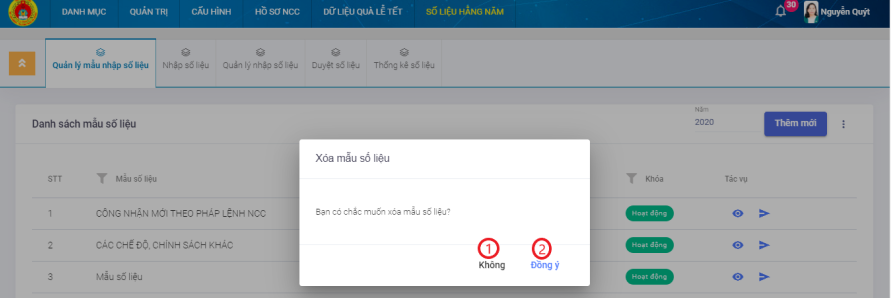 DANH MỤC QUẢN TRỊ CẤU HÌNH HỒ SƠ NCC DỮ LIỆU QUÀ LỄ TẾT SỐ LIỆU HẰNG NĂM 30 Nguyễn Quýt
Quản lý mẫu nhập số liệu Nhập số liệu Quản lý nhập số liệu Duyệt số liệu Thống kê số liệu
Năm
Danh sách mẫu số liệu 2020 Thêm mới
Xóa mẫu số liệu
STT Mẫu số liệu Khóa Tác vụ
Bạn có chắc muốn xóa mẫu số liệu?
1 CÔNG NHẬN MỚI THEO PHÁP LỆNH NCC Hoạt động
2 CÁC CHẾ ĐỘ, CHÍNH SÁCH KHÁC Hoạt động
1 2
Không Đồng ý
3 Mẫu số liệu Hoạt động